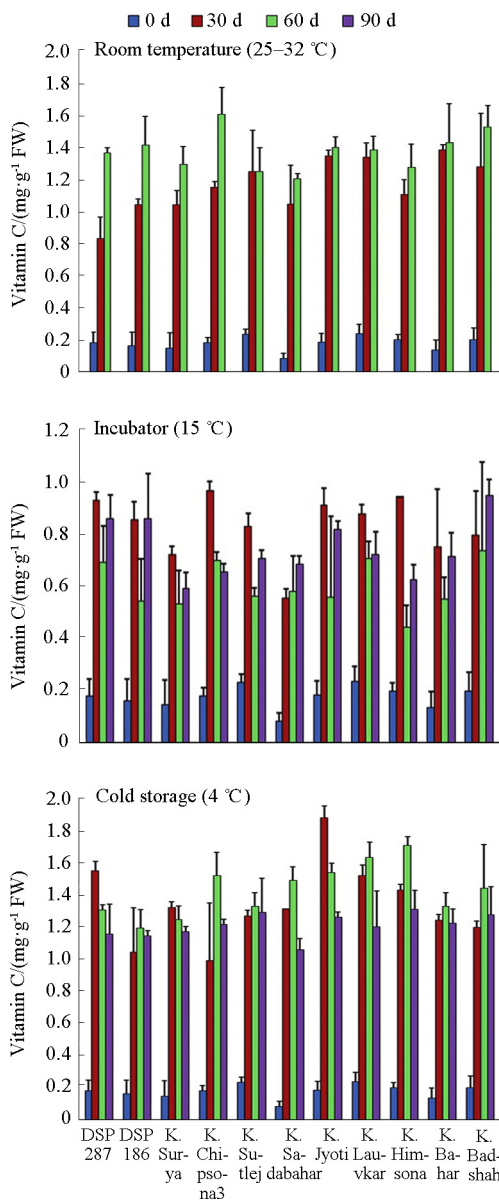 0 d 30 d 60 d 90 d
Room temperature (25–32 ℃)
Vitamin C/(mg·g⁻¹ FW)
2.0
1.8
1.6
1.4
1.2
1.0
0.8
0.6
0.4
0.2
0
Incubator (15 ℃)
Vitamin C/(mg·g⁻¹ FW)
1.2
1.0
0.8
0.6
0.4
0.2
0
Cold storage (4 ℃)
Vitamin C/(mg·g⁻¹ FW)
2.0
1.8
1.6
1.4
1.2
1.0
0.8
0.6
0.4
0.2
0
DSP DSP K. K. K. K. K. K. K. K. K.
287 186 Sur- Chi- Su- Sa- Jyoti Lau- Him- Ba- Bad-
ya pso- tlej dabahar vkar sona har shah
na3